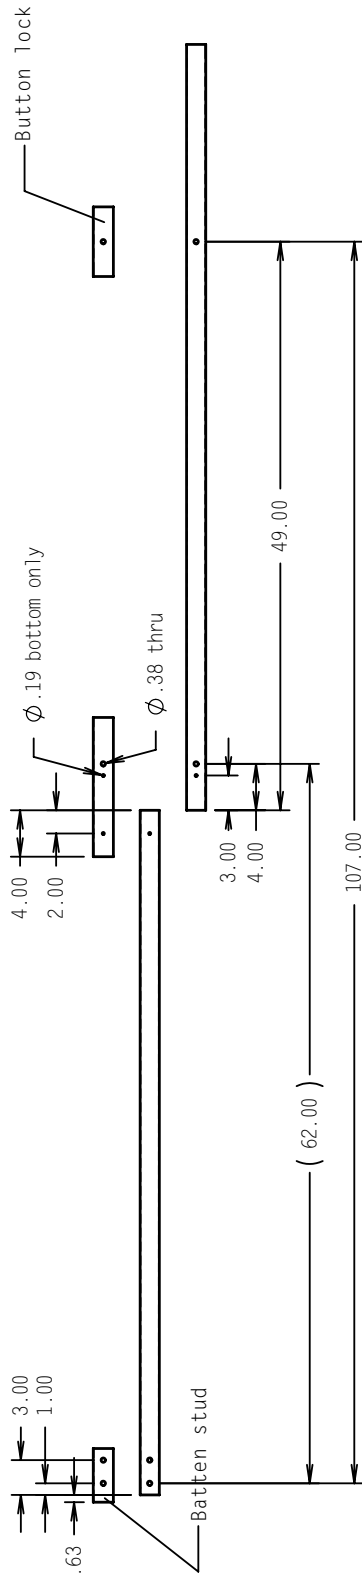 Button lock
Ø.19 bottom only
Ø.38 thru
4.00
2.00
49.00
3.00
4.00
107.00
( 62.00 )
3.00
1.00
.63
Batten stud